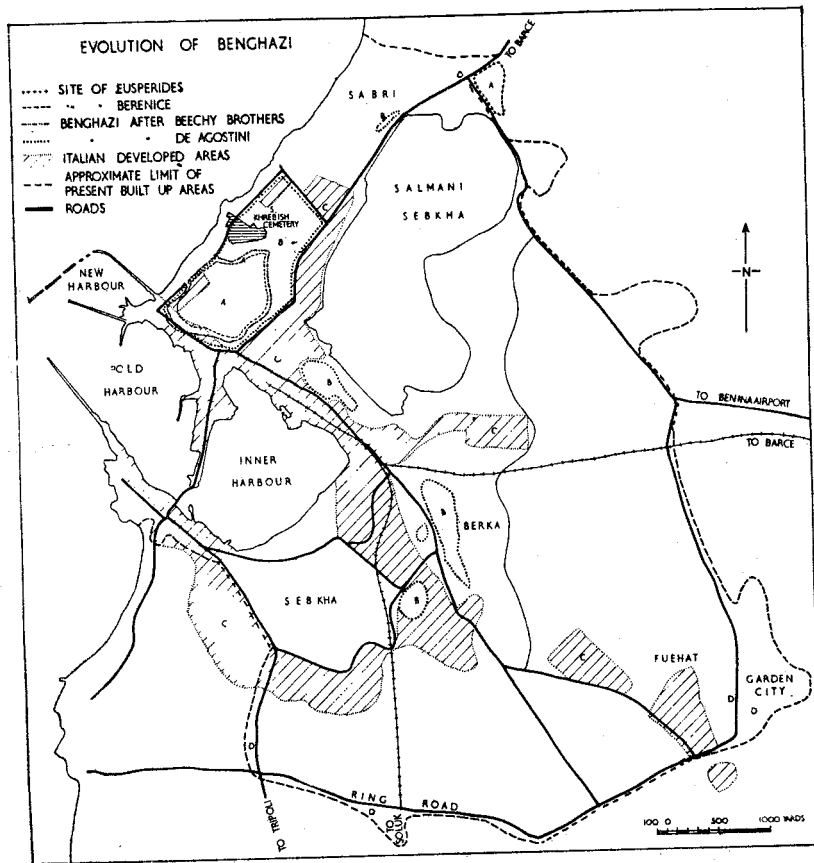 EVOLUTION OF BENGHAZI
SITE OF EUSPERIDES
" " BERENICE
BENGHAZI AFTER BEECHY BROTHERS
" " DE AGOSTINI
ITALIAN DEVELOPED AREAS
APPROXIMATE LIMIT OF
PRESENT BUILT UP AREAS
ROADS
TO BARCE
D
A
SABRI
B
SALMANI
SEBKHA
C
KHREBISH
CEMETERY
B
A
-N-
NEW
HARBOUR
OLD
HARBOUR
C
B
TO BENINA AIRPORT
C
TO BARCE
INNER
HARBOUR
B
BERKA
SEBKHA
B
C
C
FUEHAT
GARDEN
CITY
D
D
D
RING ROAD
D
TO TRIPOLI
TO
SOLUK
100 0 500 1000 YARDS